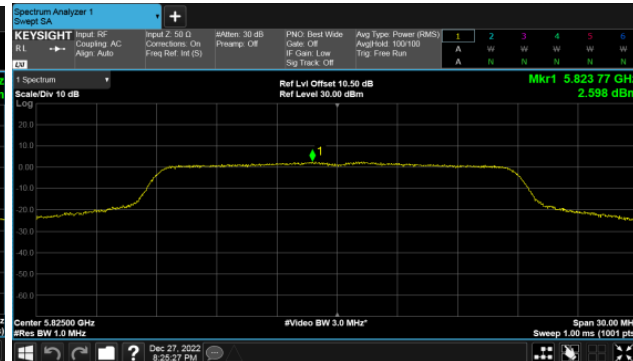 Spectrum Analyzer 1
Swept SA
+
KEYSIGHT Input: RF Input Z: 50 Ω #Atten: 30 dB PNO: Best Wide Avg Type: Power (RMS) 1 2 3 4 5 6
RL Coupling: AC Corrections: On Preamp: Off Gate: Off Avg|Hold: 100/100 A W W W W W
Align: Auto Freq Ref: Int (S) IF Gain: Low Trig: Free Run
Sig Track: Off A N N N N N
LXI
1 Spectrum Ref Lvl Offset 10.50 dB Mkr1 5.823 77 GHz
Scale/Div 10 dB Ref Level 30.00 dBm 2.598 dBm
Log
20.0
10.0
1
0.00
-10.0
-20.0
-30.0
-40.0
-50.0
-60.0
Center 5.82500 GHz #Video BW 3.0 MHz* Span 30.00 MH
#Res BW 1.0 MHz Sweep 1.00 ms (1001 pts
? Dec 27, 2022
8:25:27 PM